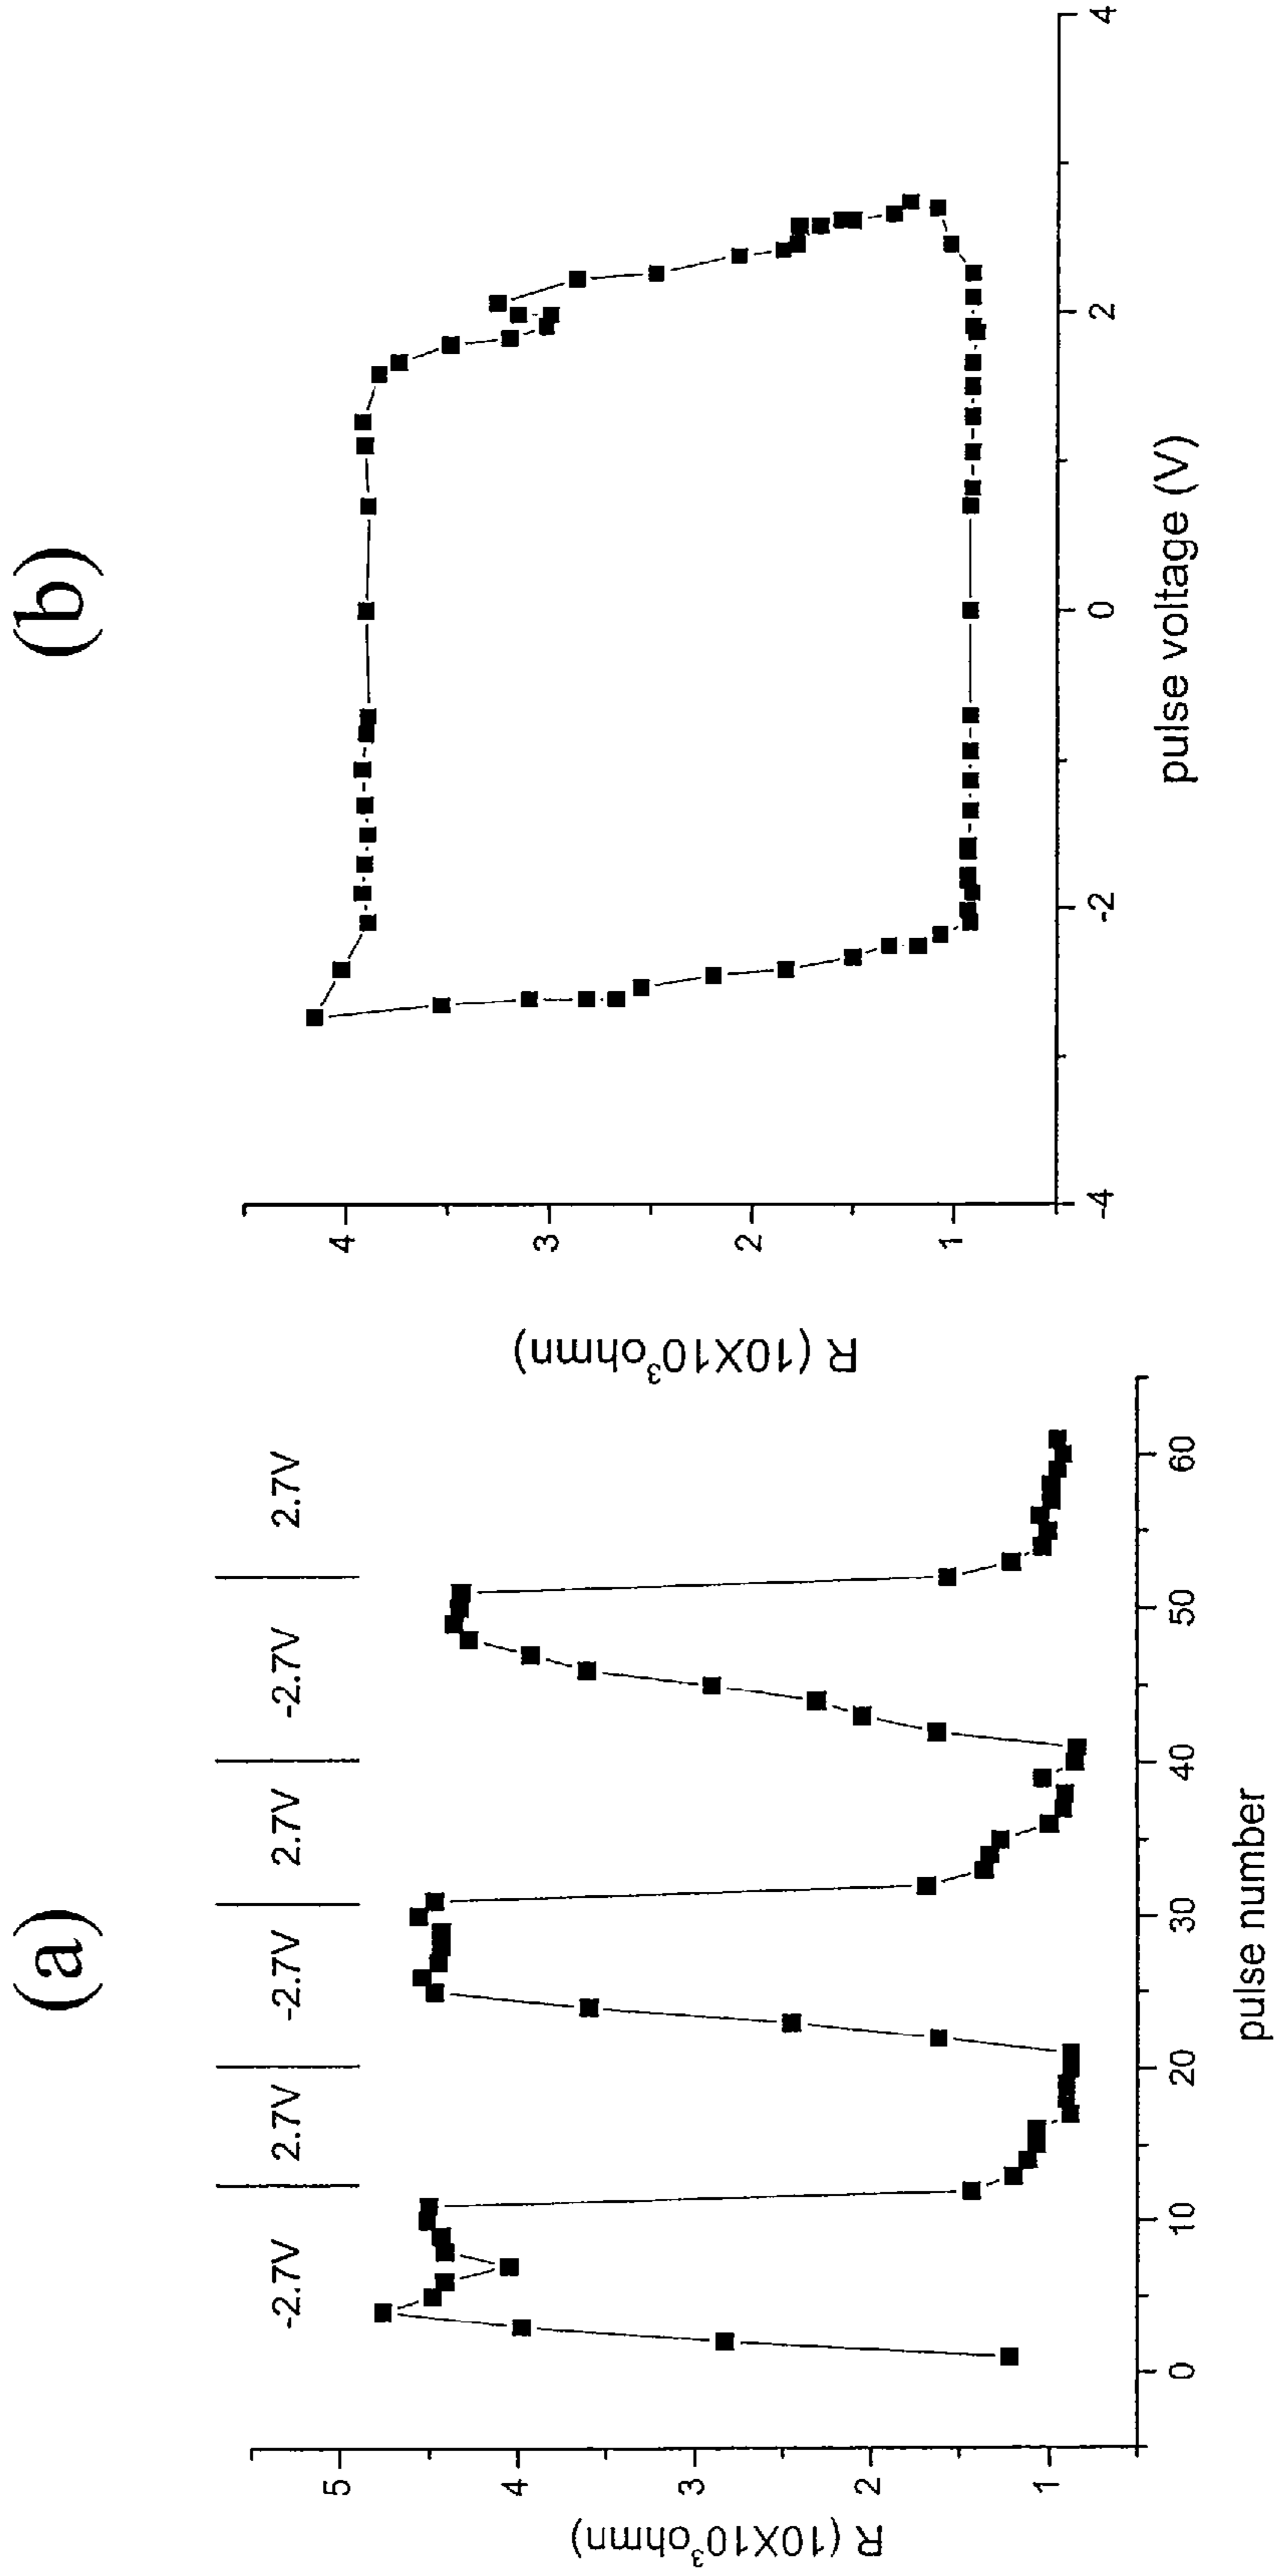 (a)
-2.7V
2.7V
-2.7V
2.7V
-2.7V
2.7V
R (10X10³ohmn)
5
4
3
2
1
0
10
20
30
40
50
60
pulse number
(b)
R (10X10³ohmn)
4
3
2
1
-4
-2
0
2
4
pulse voltage (V)